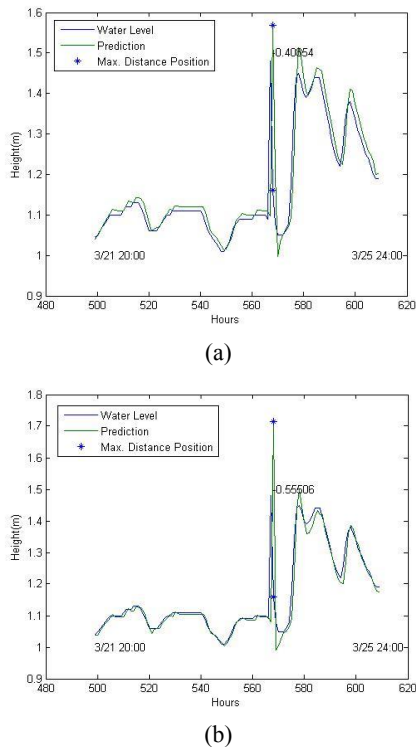 1.6
Water Level
Prediction
Max. Distance Position
1.5
-0.40854
1.4
1.3
Height(m)
1.2
1.1
1
3/21 20:00
3/25 24:00
0.9
480 500 520 540 560 580 600 620
Hours
(a)
1.8
1.7
Water Level
Prediction
Max. Distance Position
1.6
1.5
-0.55506
1.4
Height(m)
1.3
1.2
1.1
1
3/21 20:00
3/25 24:00
0.9
480 500 520 540 560 580 600 620
Hours
(b)